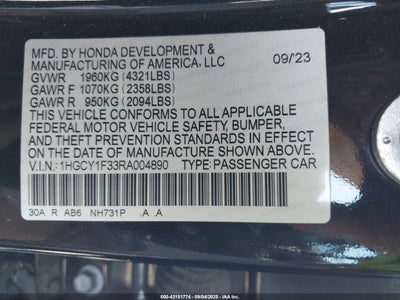 MFD. BY HONDA DEVELOPMENT &
MANUFACTURING OF AMERICA, LLC 09/23
GVWR 1960KG (4321LBS)
GAWR F 1070KG (2358LBS)
GAWR R 950KG (2094LBS)
THIS VEHICLE CONFORMS TO ALL APPLICABLE
FEDERAL MOTOR VEHICLE SAFETY, BUMPER,
AND THEFT PREVENTION STANDARDS IN EFFECT
ON THE DATE OF MANUFACTURE SHOWN ABOVE.
V.I.N.: 1HGCY1F33RA004890 TYPE: PASSENGER CAR
30A R AB6 NH731P .A .A
000-43151774 - 09/04/2025 - IAA Inc.